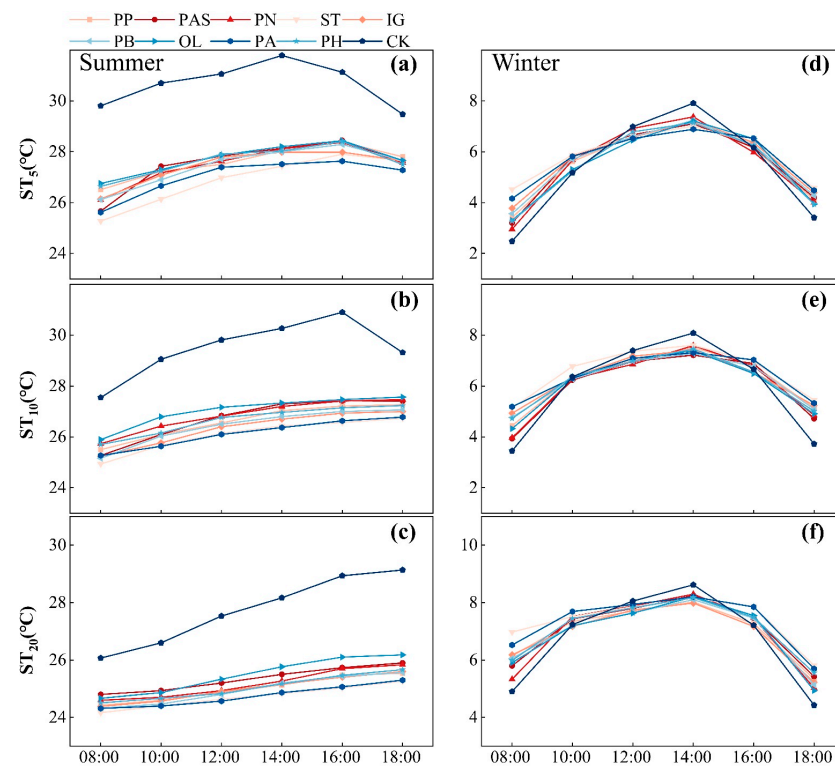 PP PAS PN ST IG
PB OL PA PH CK
Summer (a)
ST5(℃)
30
28
26
24
Winter (d)
8
6
4
2
(b)
ST10(℃)
30
28
26
24
(e)
8
6
4
2
(c)
ST20(℃)
30
28
26
24
08:00 10:00 12:00 14:00 16:00 18:00
(f)
10
8
6
4
08:00 10:00 12:00 14:00 16:00 18:00